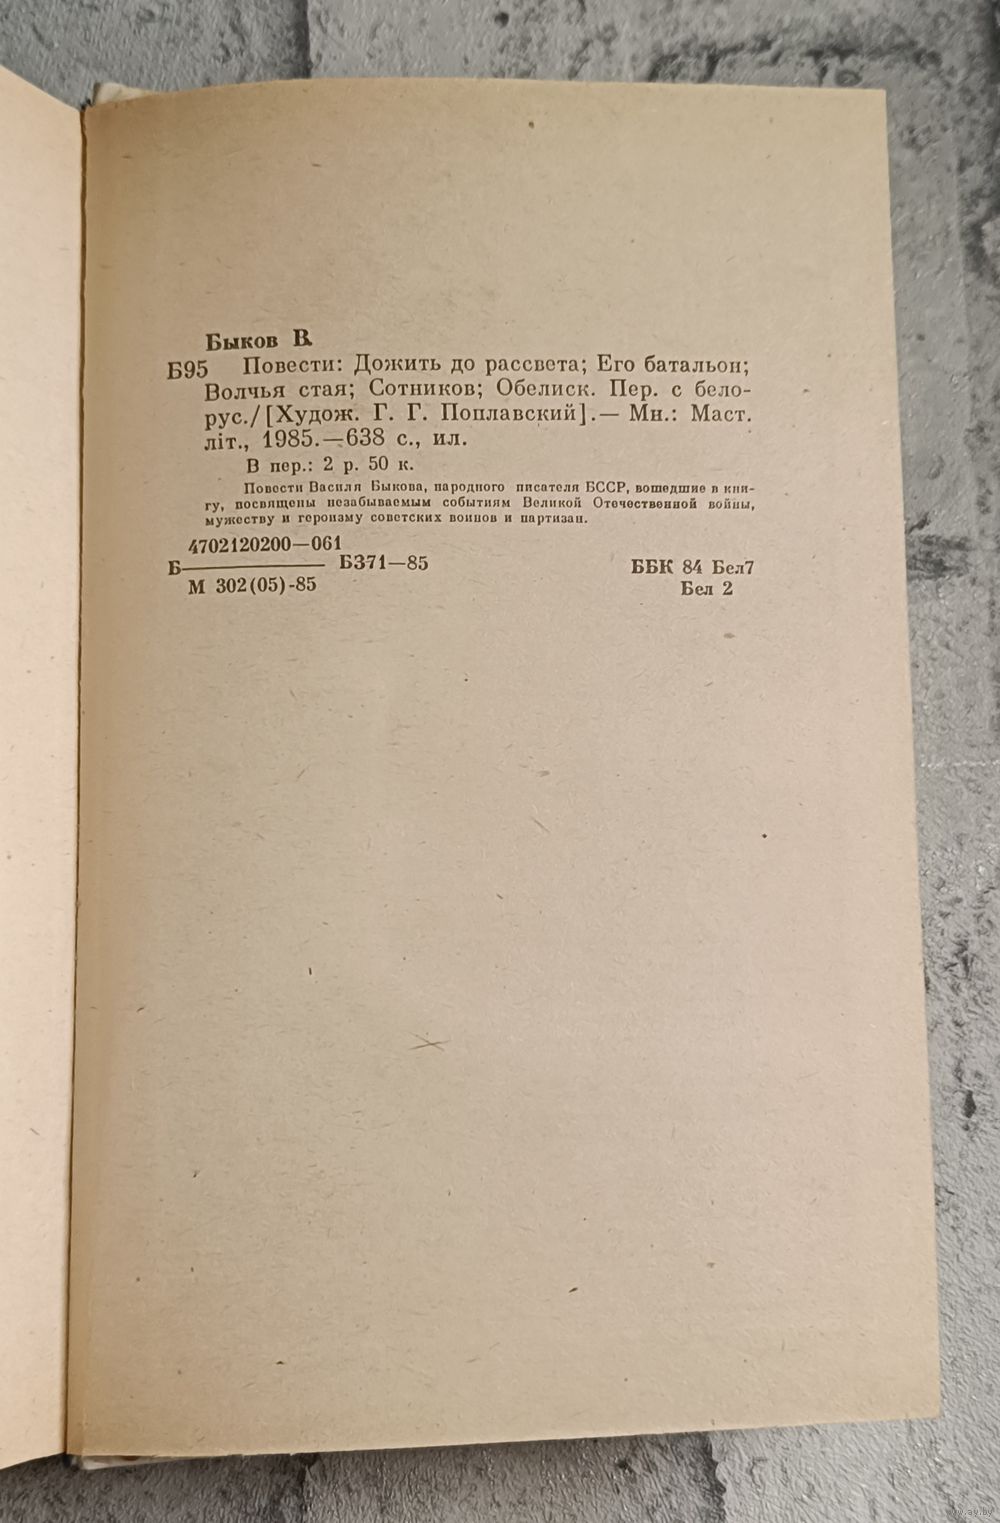 Быков В.
Б95 Повести: Дожить до рассвета; Его батальон;
Волчья стая; Сотников; Обелиск. Пер. с бело-
рус./[Худож. Г. Г. Поплавский].— Мн.: Маст.
літ., 1985.—638 с., ил.
В пер.: 2 р. 50 к.
Повести Василя Быкова, народного писателя БССР, вошедшие в кни-
гу, посвящены незабываемым событиям Великой Отечественной войны,
мужеству и героизму советских воинов и партизан.
4702120200—061
Б——— Б371—85 ББК 84 Бел7
М 302(05)-85 Бел 2
www.ay.by